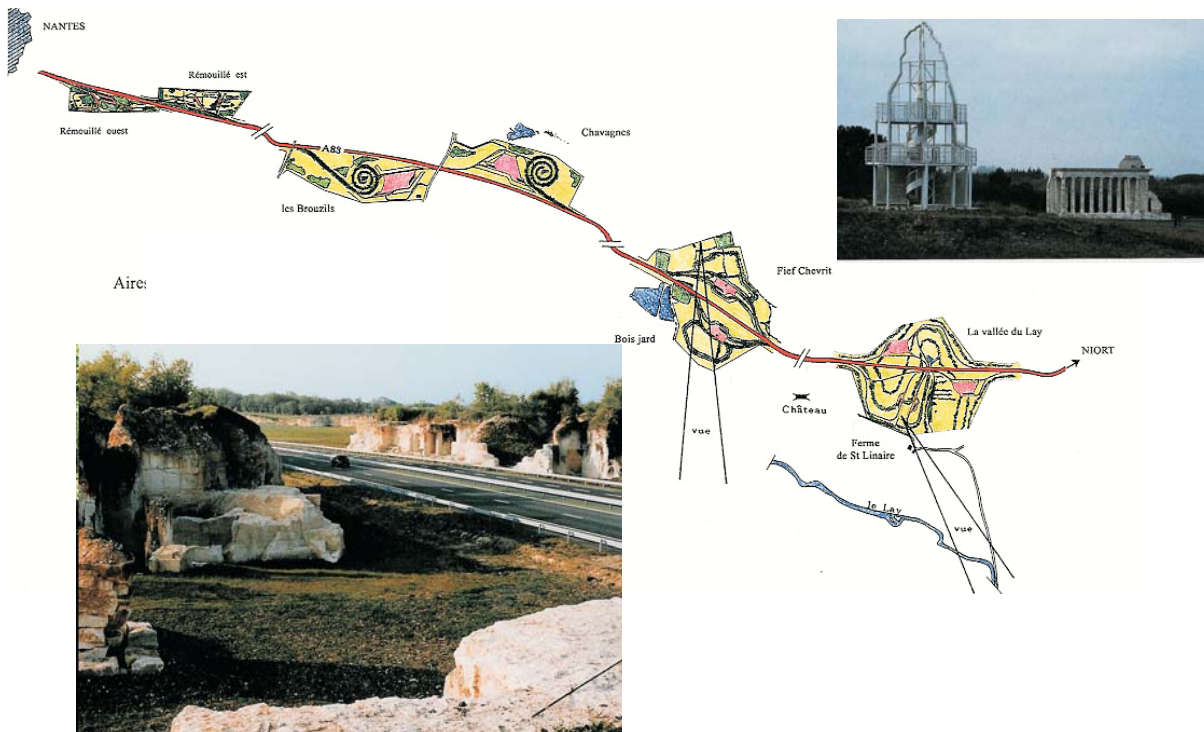 NANTES
Rémouillé est
Rémouillé ouest
A83
Chavagnes
les Brouzils
Aires
Fief Chevrit
Bois jard
La vallée du Lay
NIORT
Château
vue
Ferme
de St Linaire
le Lay
vue